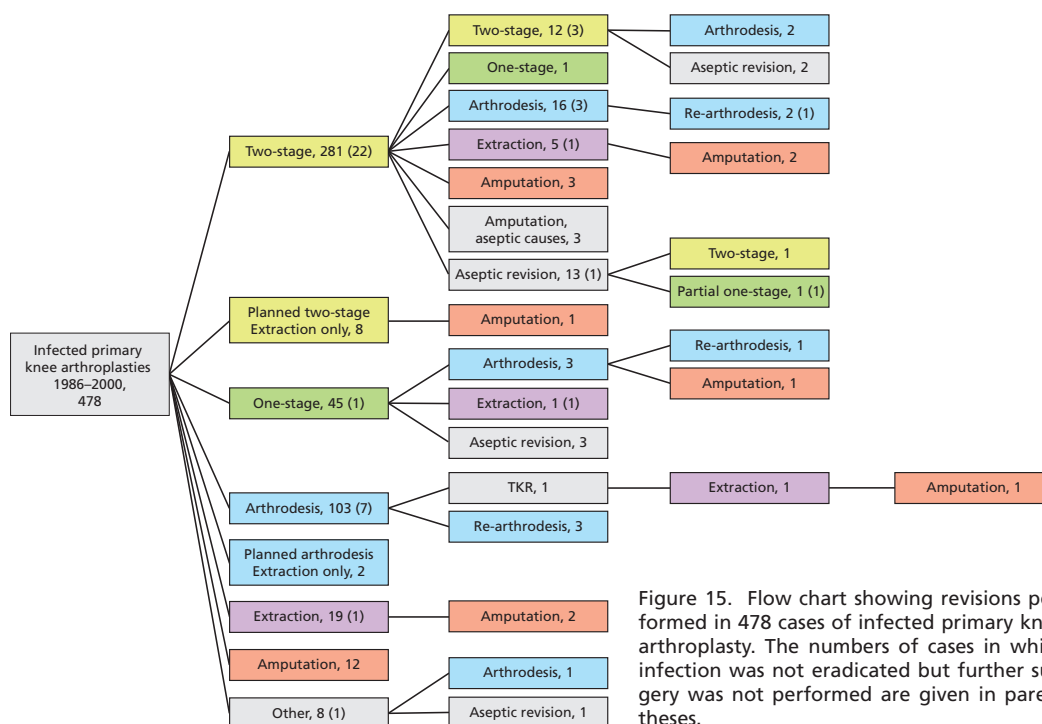 Infected primary
knee arthroplasties
1986–2000,
478
Two-stage, 281 (22)
Two-stage, 12 (3)
Arthrodesis, 2
Aseptic revision, 2
One-stage, 1
Arthrodesis, 16 (3)
Re-arthrodesis, 2 (1)
Extraction, 5 (1)
Amputation, 2
Amputation, 3
Amputation,
aseptic causes, 3
Aseptic revision, 13 (1)
Two-stage, 1
Partial one-stage, 1 (1)
Planned two-stage
Extraction only, 8
Amputation, 1
One-stage, 45 (1)
Arthrodesis, 3
Re-arthrodesis, 1
Amputation, 1
Extraction, 1 (1)
Aseptic revision, 3
Arthrodesis, 103 (7)
TKR, 1
Extraction, 1
Amputation, 1
Re-arthrodesis, 3
Planned arthrodesis
Extraction only, 2
Extraction, 19 (1)
Amputation, 2
Amputation, 12
Other, 8 (1)
Arthrodesis, 1
Aseptic revision, 1
Figure 15. Flow chart showing revisions pe
formed in 478 cases of infected primary kn
arthroplasty. The numbers of cases in whi
infection was not eradicated but further su
gery was not performed are given in pare
theses.